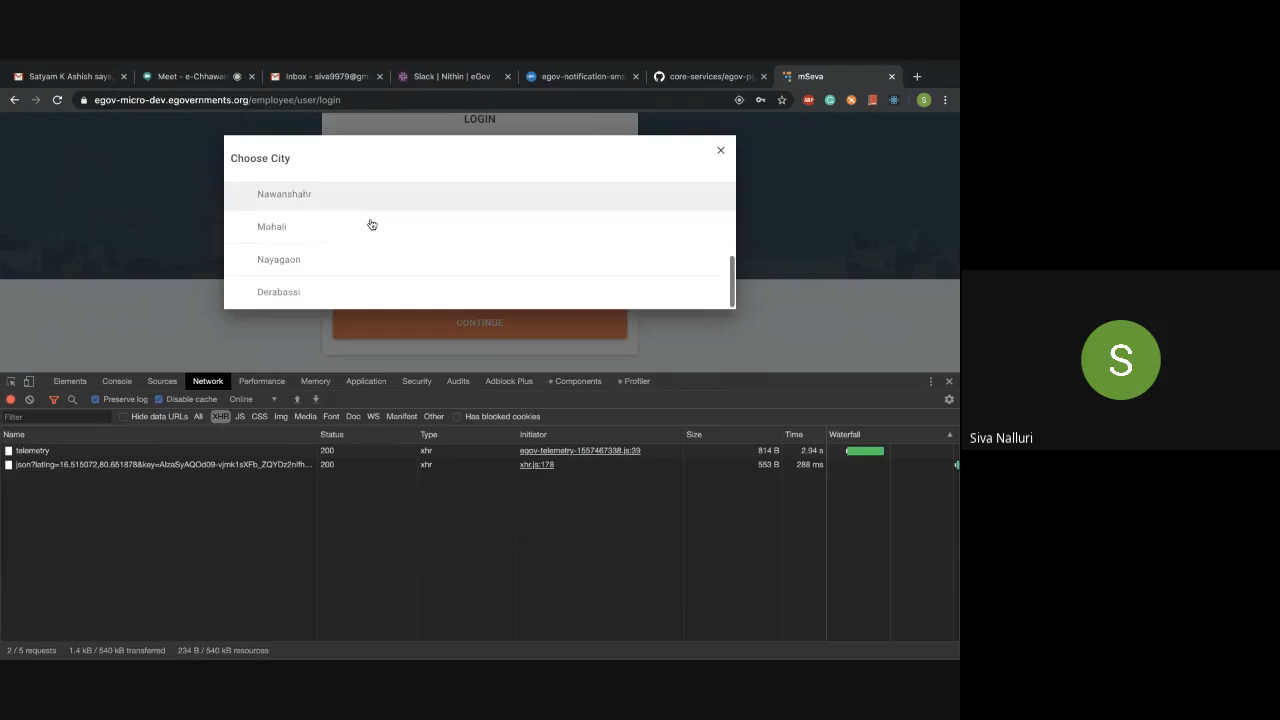 Satyam K Ashish says,
Meet - e-Chhawan
Inbox - siva9979@gm
Slack | Nithin | eGov
egov-notification-sms
core-services/egov-p
mSeva
egov-micro-dev.egovernments.org/employee/user/login
ABP
S
LOGIN
Choose City
Nawanshahr
Mohali
Nayagaon
Derabassi
CONTINUE
S
Siva Nalluri
Elements Console Sources Network Performance Memory Application Security Audits Adblock Plus Components Profiler
Preserve log Disable cache Online
Filter Hide data URLs All XHR JS CSS Img Media Font Doc WS Manifest Other Has blocked cookies
Name Status Type Initiator Size Time Waterfall
telemetry 200 xhr egov-telemetry-1557467338.js:39 814 B 2.94 s
200 xhr xhr.js:178 553 B 288 ms
2 / 5 requests 1.4 kB / 540 kB transferred 234 B / 540 kB resources